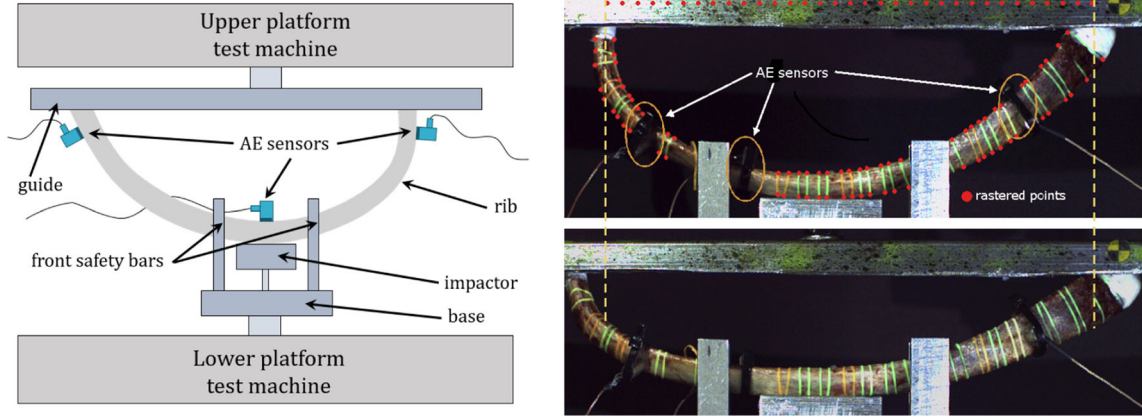 Upper platform
test machine
AE sensors
guide
rib
front safety bars
impactor
base
Lower platform
test machine
AE sensors
rastered points